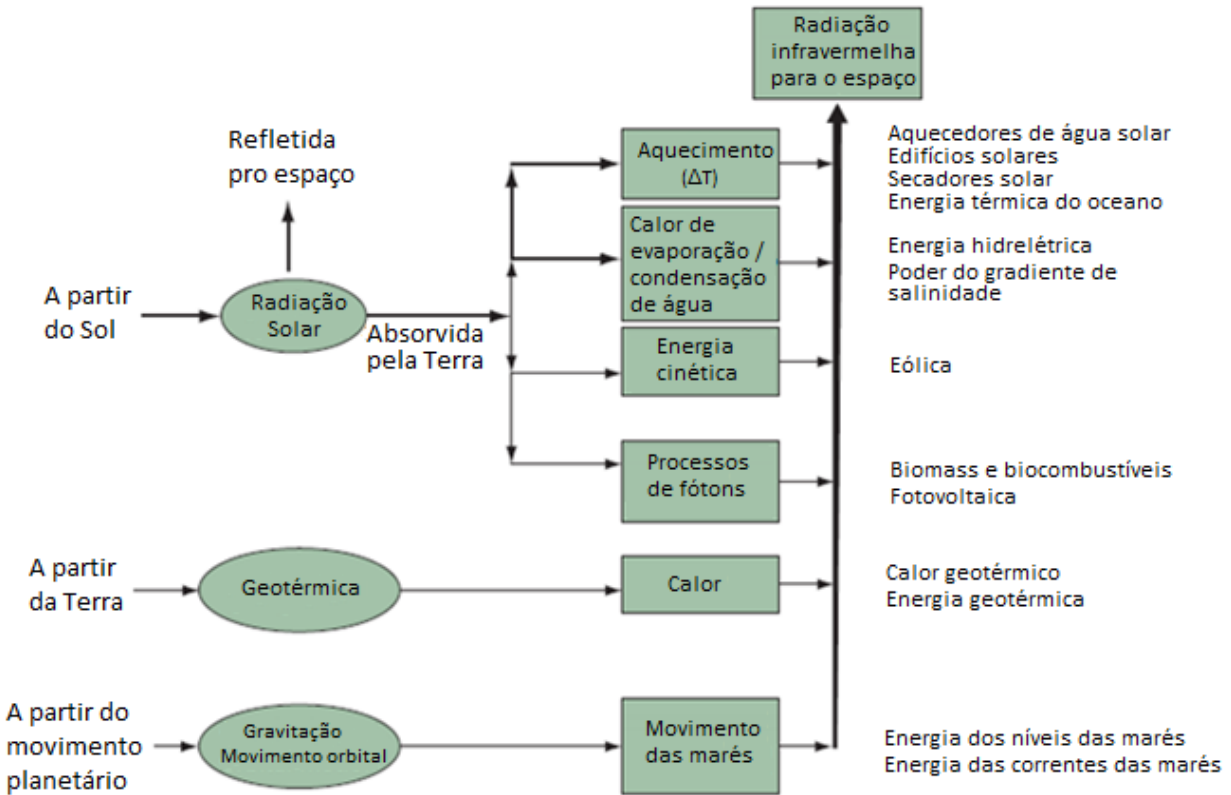 Radiação
infravermelha
para o espaço
Refletida
pro espaço
A partir
do Sol
Radiação
Solar
Absorvida
pela Terra
Aquecimento
(ΔT)
Aquecedores de água solar
Edifícios solares
Secadores solar
Energia térmica do oceano
Calor de
evaporação /
condensação
de água
Energia hidrelétrica
Poder do gradiente de
salinidade
Energia
cinética
Eólica
Processos
de fótons
Biomass e biocombustíveis
Fotovoltaica
A partir
da Terra
Geotérmica
Calor
Calor geotérmico
Energia geotérmica
A partir do
movimento
planetário
Gravitação
Movimento orbital
Movimento
das marés
Energia dos níveis das marés
Energia das correntes das marés